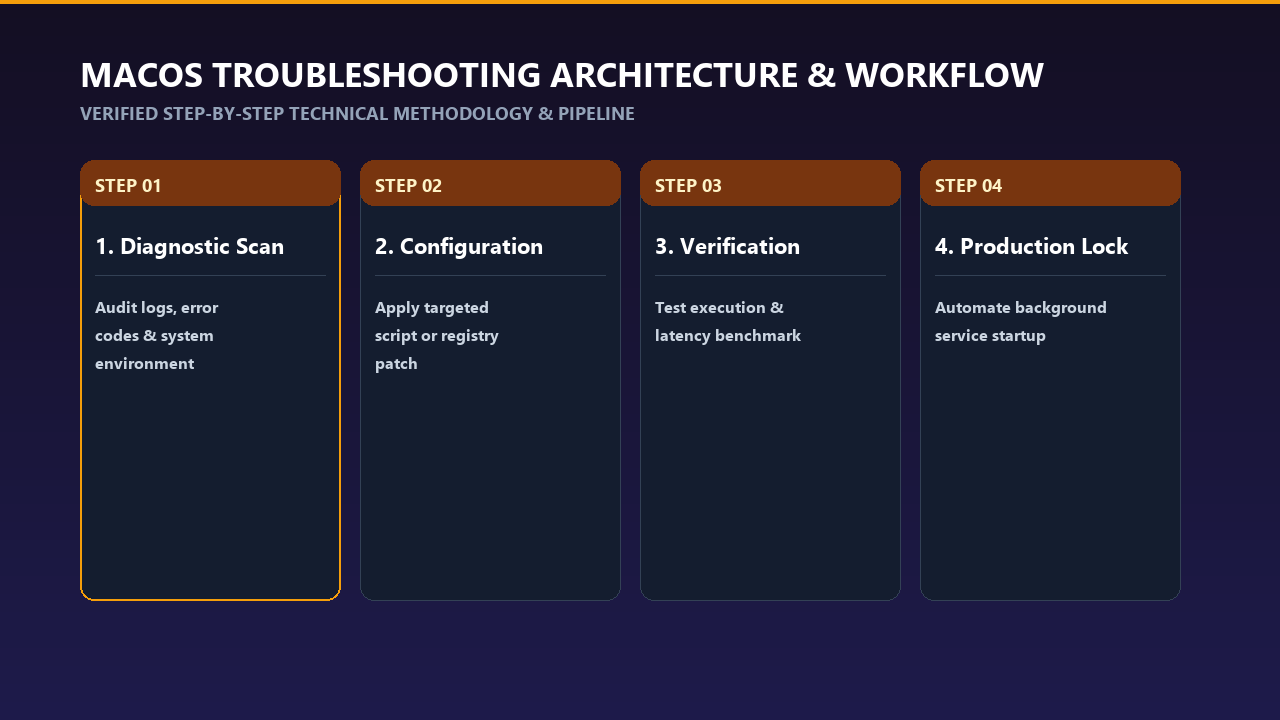 MACOS TROUBLESHOOTING ARCHITECTURE & WORKFLOW
VERIFIED STEP-BY-STEP TECHNICAL METHODOLOGY & PIPELINE
STEP 01
1. Diagnostic Scan
Audit logs, error
codes & system
environment
STEP 02
2. Configuration
Apply targeted
script or registry
patch
STEP 03
3. Verification
Test execution &
latency benchmark
STEP 04
4. Production Lock
Automate background
service startup